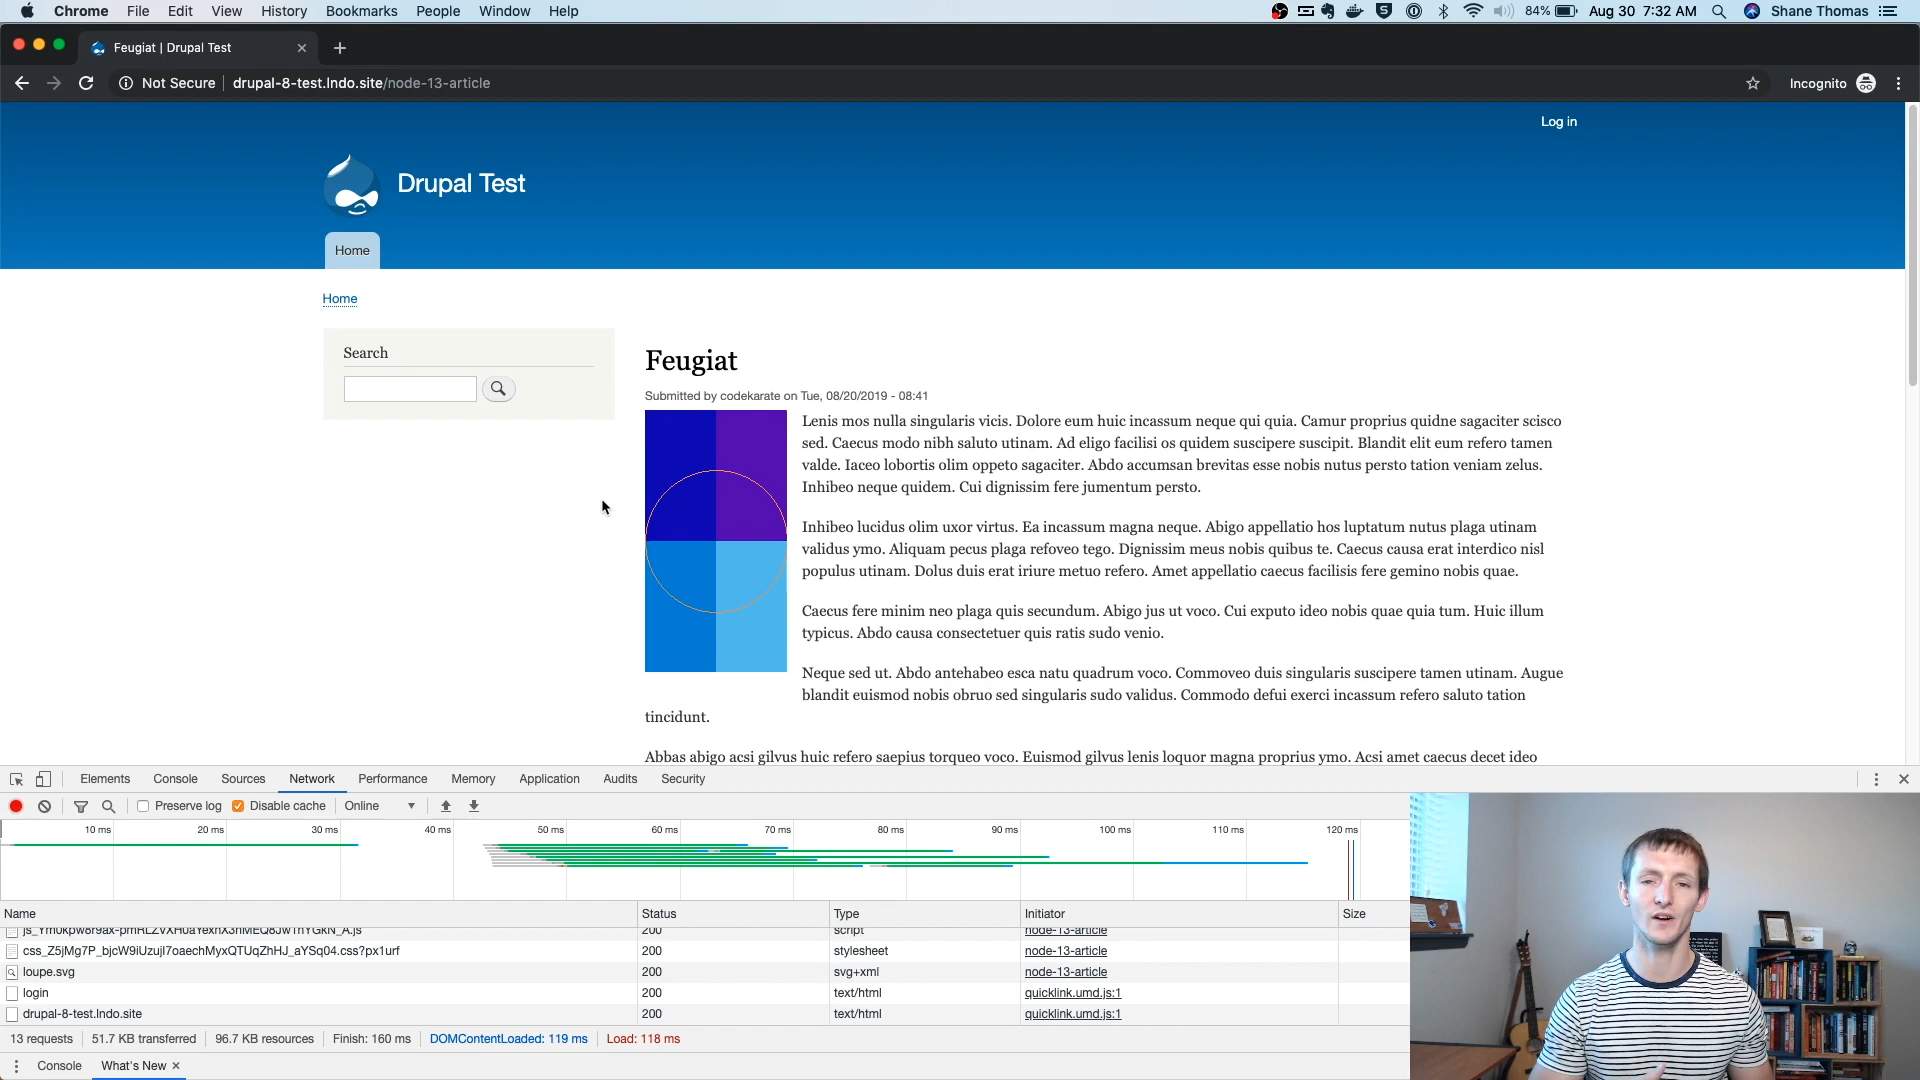 Chrome File Edit View History Bookmarks People Window Help
84% Aug 30 7:32 AM Shane Thomas
Feugiat | Drupal Test
Not Secure drupal-8-test.lndo.site/node-13-article
Incognito
Log in
Drupal Test
Home
Home
Search
Feugiat
Submitted by codekarate on Tue, 08/20/2019 - 08:41
Lenis mos nulla singularis vicis. Dolore eum huic incassum neque qui quia. Camur proprius quidne sagaciter scisco
sed. Caecus modo nibh saluto utinam. Ad eligo facilisi os quidem suscipere suscipit. Blandit elit eum refero tamen
valde. Iaceo lobortis olim oppeto sagaciter. Abdo accumsan brevitas esse nobis nutus persto tation veniam zelus.
Inhibeo neque quidem. Cui dignissim fere jumentum persto.
Inhibeo lucidus olim uxor virtus. Ea incassum magna neque. Abigo appellatio hos luptatum nutus plaga utinam
validus ymo. Aliquam pecus plaga refoveo tego. Dignissim meus nobis quibus te. Caecus causa erat interdico nisl
populus utinam. Dolus duis erat iriure metuo refero. Amet appellatio caecus facilisis fere gemino nobis quae.
Caecus fere minim neo plaga quis secundum. Abigo jus ut voco. Cui exputo ideo nobis quae quia tum. Huic illum
typicus. Abdo causa consectetuer quis ratis sudo venio.
Neque sed ut. Abdo antehabeo esca natu quadrum voco. Commoveo duis singularis suscipere tamen utinam. Augue
blandit euismod nobis obruo sed singularis sudo validus. Commodo defui exerci incassum refero saluto tation
tincidunt.
Abbas abigo acsi gilvus huic refero saepius torqueo voco. Euismod gilvus lenis loquor magna proprius ymo. Acsi amet caecus decet ideo
Elements Console Sources Network Performance Memory Application Audits Security
Preserve log Disable cache Online
10 ms 20 ms 30 ms 40 ms 50 ms 60 ms 70 ms 80 ms 90 ms 100 ms 110 ms 120 ms
Name Status Type Initiator Size
200 script node-13-article
css_Z5jMg7P_bjcW9iUzujI7oaechMyxQTUqZhHJ_aYSq04.css?px1urf 200 stylesheet node-13-article
loupe.svg 200 svg+xml node-13-article
login 200 text/html quicklink.umd.js:1
drupal-8-test.lndo.site 200 text/html quicklink.umd.js:1
13 requests 51.7 KB transferred 96.7 KB resources Finish: 160 ms DOMContentLoaded: 119 ms Load: 118 ms
Console What's New